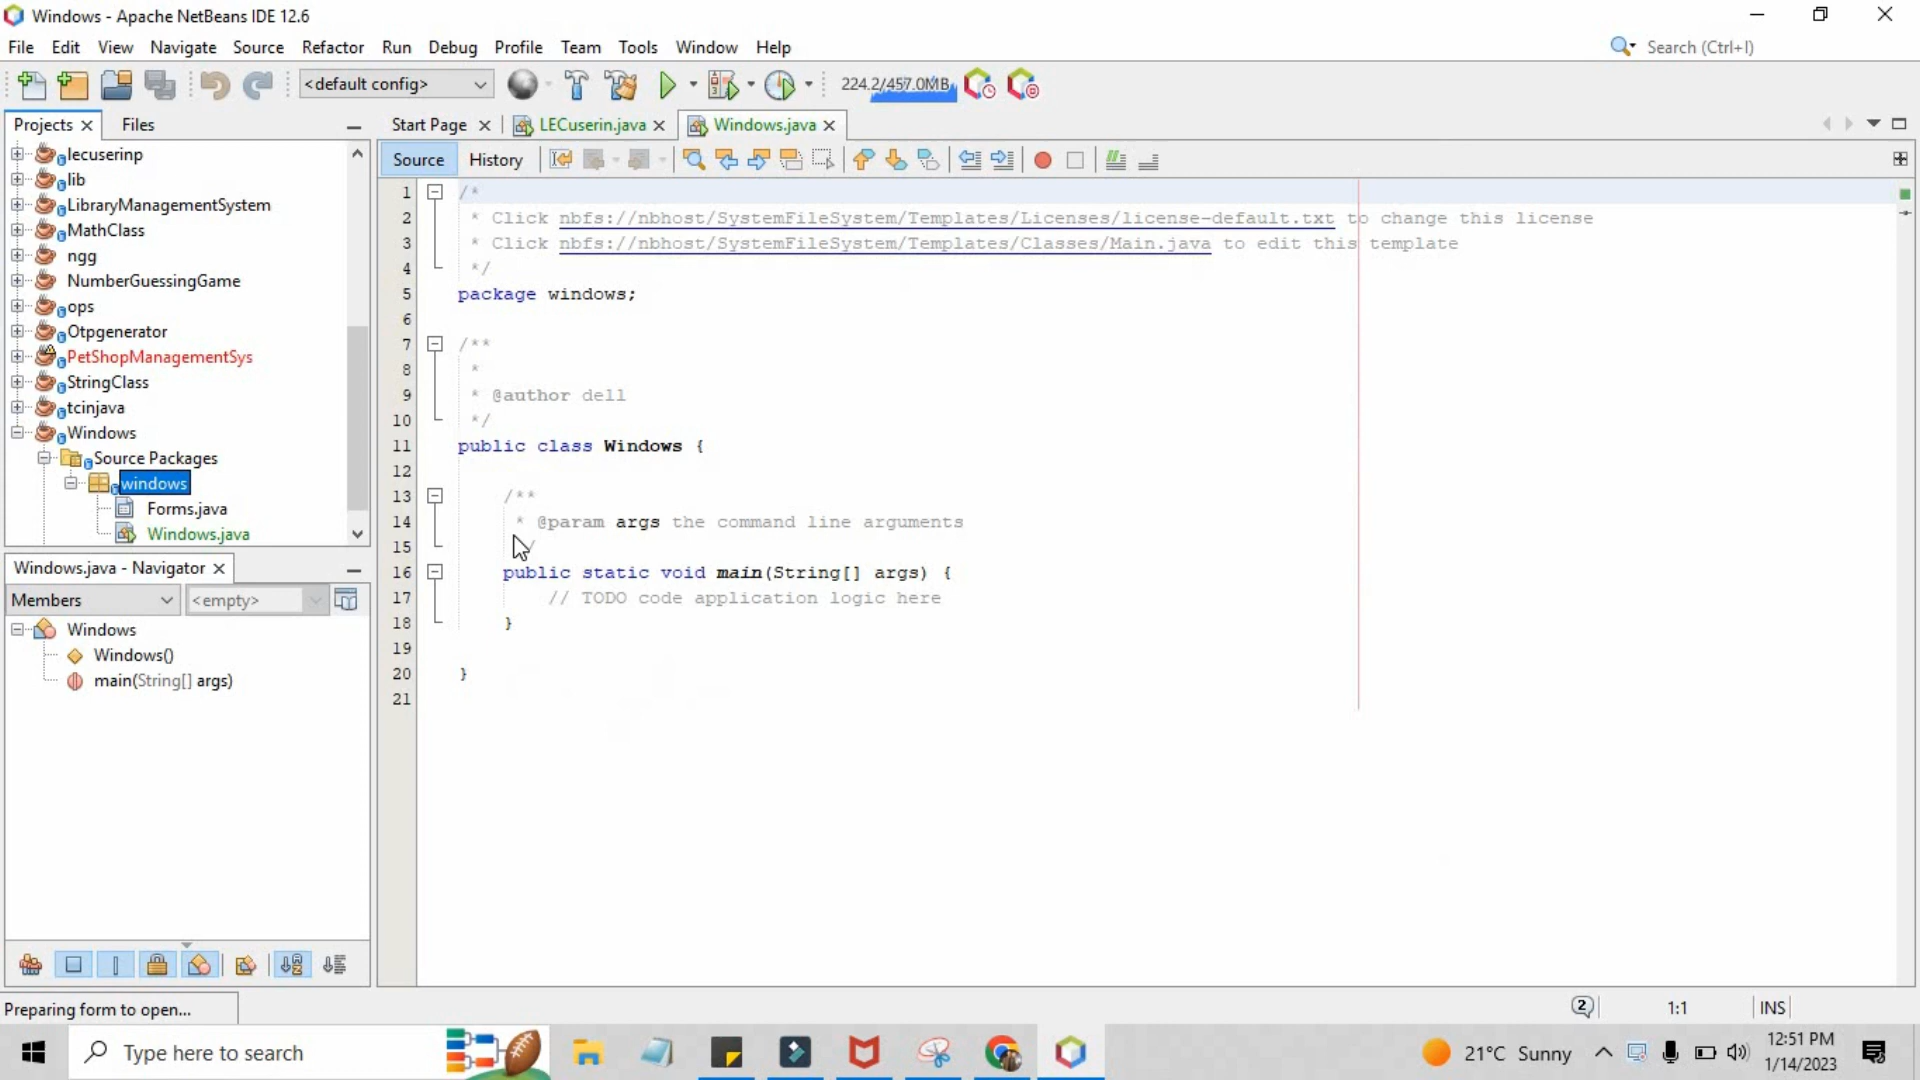 Windows - Apache NetBeans IDE 12.6
File Edit View Navigate Source Refactor Run Debug Profile Team Tools Window Help
Search (Ctrl+I)
<default config>
224.2/457.0MB
Projects Files
lecuserinp
lib
LibraryManagementSystem
MathClass
ngg
NumberGuessingGame
ops
Otpgenerator
PetShopManagementSys
StringClass
tcinjava
Windows
Source Packages
windows
Forms.java
Windows.java
Windows.java - Navigator
Members <empty>
Windows
Windows()
main(String[] args)
Start Page LECuserin.java Windows.java
Source History
1 /*
2 * Click nbfs://nbhost/SystemFileSystem/Templates/Licenses/license-default.txt to change this license
3 * Click nbfs://nbhost/SystemFileSystem/Templates/Classes/Main.java to edit this template
4 */
5 package windows;
6
7 /**
8 *
9 * @author dell
10 */
11 public class Windows {
12
13 /**
14 * @param args the command line arguments
15 */
16 public static void main(String[] args) {
17 // TODO code application logic here
18 }
19
20 }
21
Preparing form to open...
2
1:1 INS
Type here to search
21°C Sunny
12:51 PM
1/14/2023